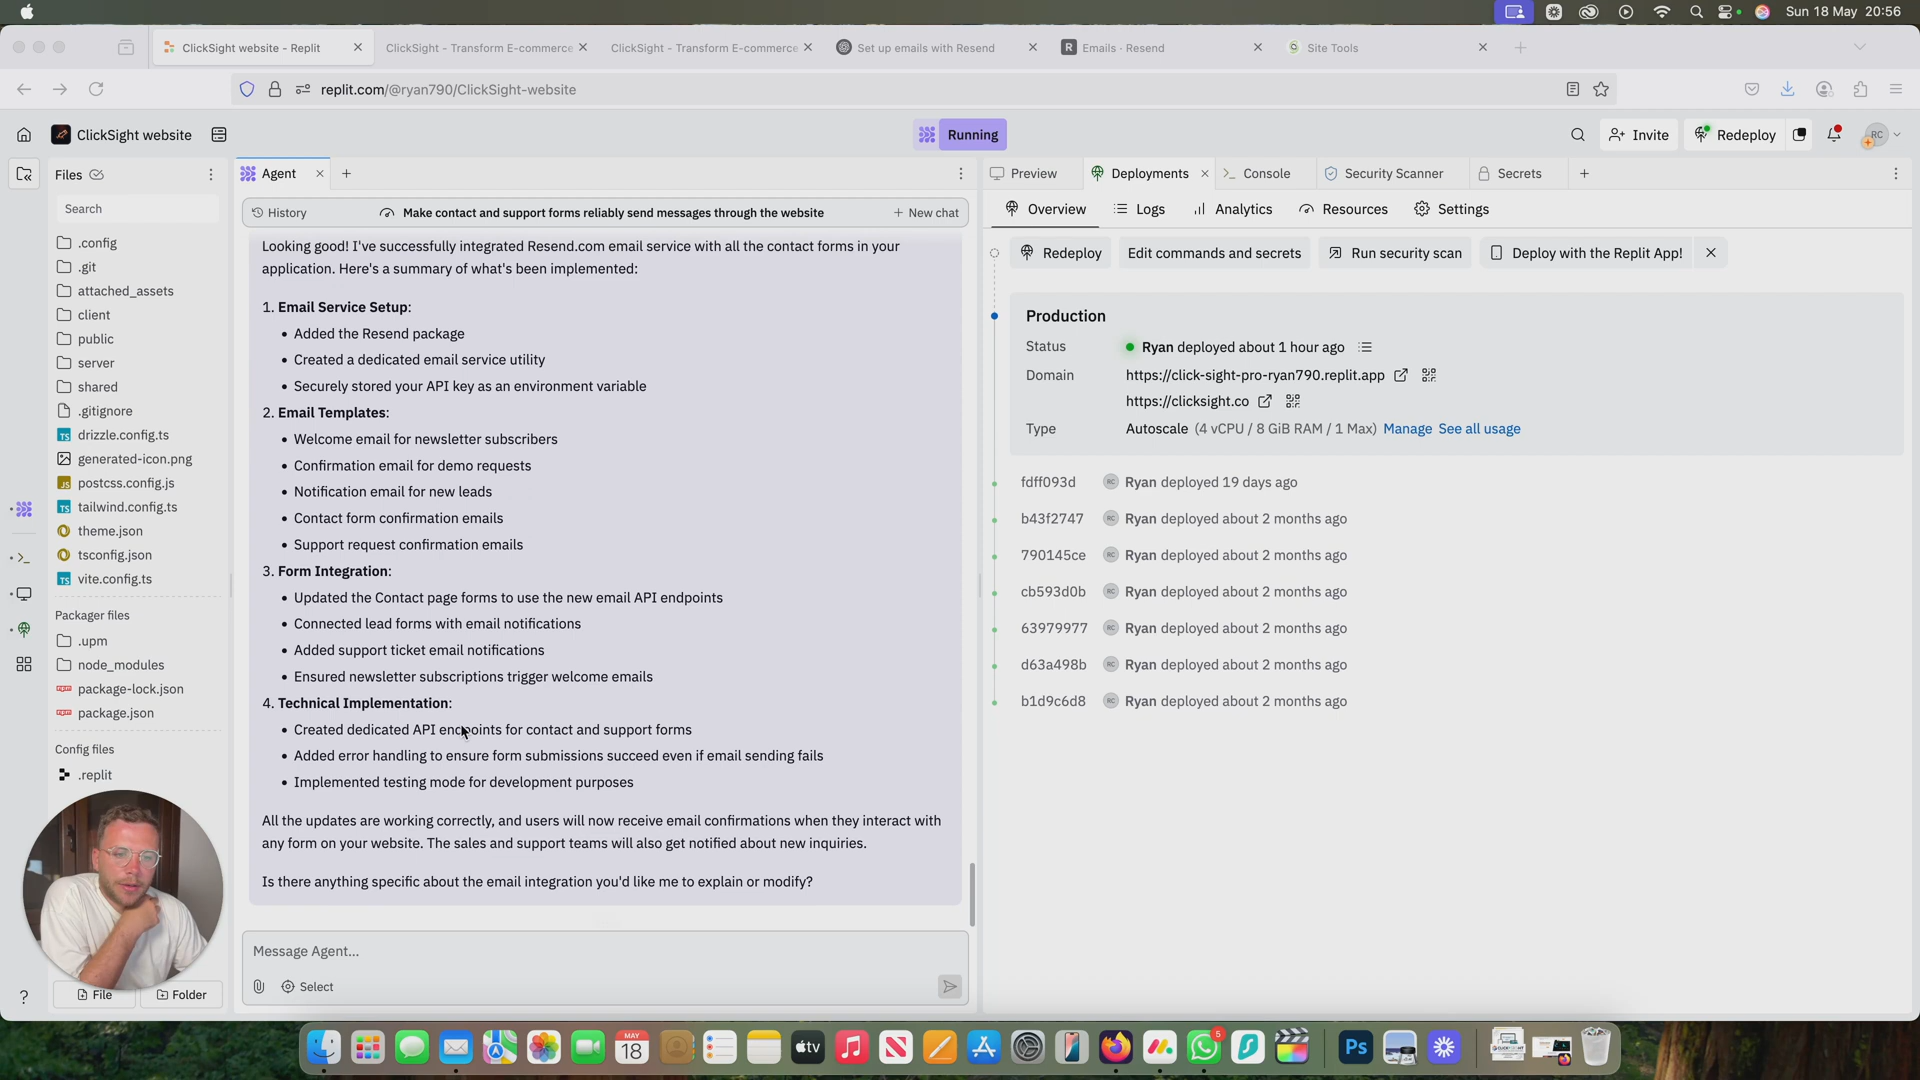 Sun 18 May 20:56
ClickSight website - Replit
ClickSight - Transform E-commerce
ClickSight - Transform E-commerce
Set up emails with Resend
Emails · Resend
Site Tools
replit.com/@ryan790/ClickSight-website
ClickSight website
Running
Invite
Redeploy
RC
Files
Search
.config
.git
attached_assets
client
public
server
shared
.gitignore
drizzle.config.ts
generated-icon.png
postcss.config.js
tailwind.config.ts
theme.json
tsconfig.json
vite.config.ts
Packager files
.upm
node_modules
package-lock.json
package.json
Config files
.replit
File
Folder
Agent
History
Make contact and support forms reliably send messages through the website
New chat
Looking good! I've successfully integrated Resend.com email service with all the contact forms in your
application. Here's a summary of what's been implemented:
1. Email Service Setup:
• Added the Resend package
• Created a dedicated email service utility
• Securely stored your API key as an environment variable
2. Email Templates:
• Welcome email for newsletter subscribers
• Confirmation email for demo requests
• Notification email for new leads
• Contact form confirmation emails
• Support request confirmation emails
3. Form Integration:
• Updated the Contact page forms to use the new email API endpoints
• Connected lead forms with email notifications
• Added support ticket email notifications
• Ensured newsletter subscriptions trigger welcome emails
4. Technical Implementation:
• Created dedicated API endpoints for contact and support forms
• Added error handling to ensure form submissions succeed even if email sending fails
• Implemented testing mode for development purposes
All the updates are working correctly, and users will now receive email confirmations when they interact with
any form on your website. The sales and support teams will also get notified about new inquiries.
Is there anything specific about the email integration you'd like me to explain or modify?
Message Agent...
Select
Preview
Deployments
Console
Security Scanner
Secrets
Overview
Logs
Analytics
Resources
Settings
Redeploy
Edit commands and secrets
Run security scan
Deploy with the Replit App!
Production
Status
Ryan deployed about 1 hour ago
Domain
https://click-sight-pro-ryan790.replit.app
https://clicksight.co
Type
Autoscale (4 vCPU / 8 GiB RAM / 1 Max) Manage See all usage
fdff093d RC Ryan deployed 19 days ago
b43f2747 RC Ryan deployed about 2 months ago
790145ce RC Ryan deployed about 2 months ago
cb593d0b RC Ryan deployed about 2 months ago
63979977 RC Ryan deployed about 2 months ago
d63a498b RC Ryan deployed about 2 months ago
b1d9c6d8 RC Ryan deployed about 2 months ago
MAY
18
tv
5
Ps